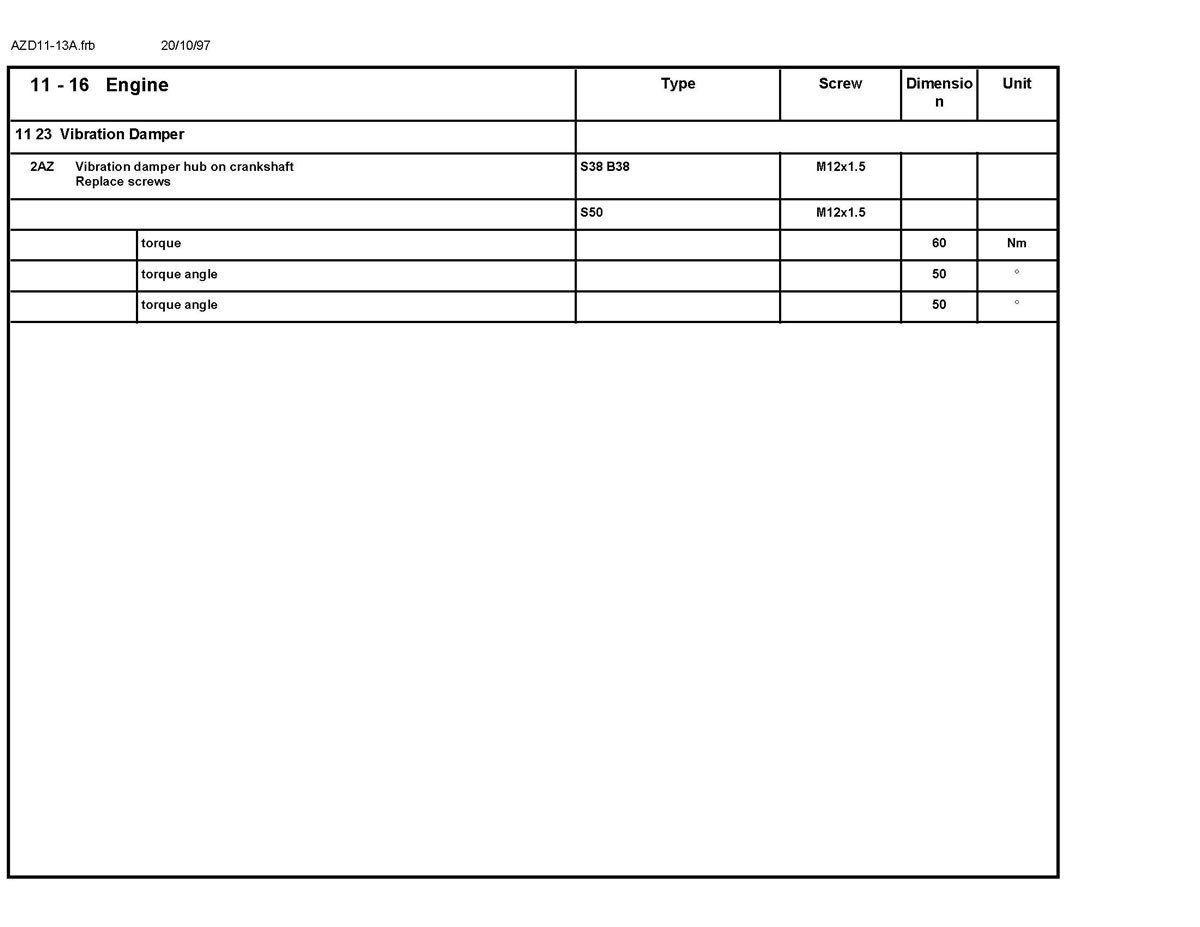 AZD11-13A.frb 20/10/97
11 - 16 Engine Type Screw Dimensio
n Unit
11 23 Vibration Damper
2AZ Vibration damper hub on crankshaft S38 B38 M12x1.5
Replace screws
S50 M12x1.5
torque 60 Nm
torque angle 50 °
torque angle 50 °